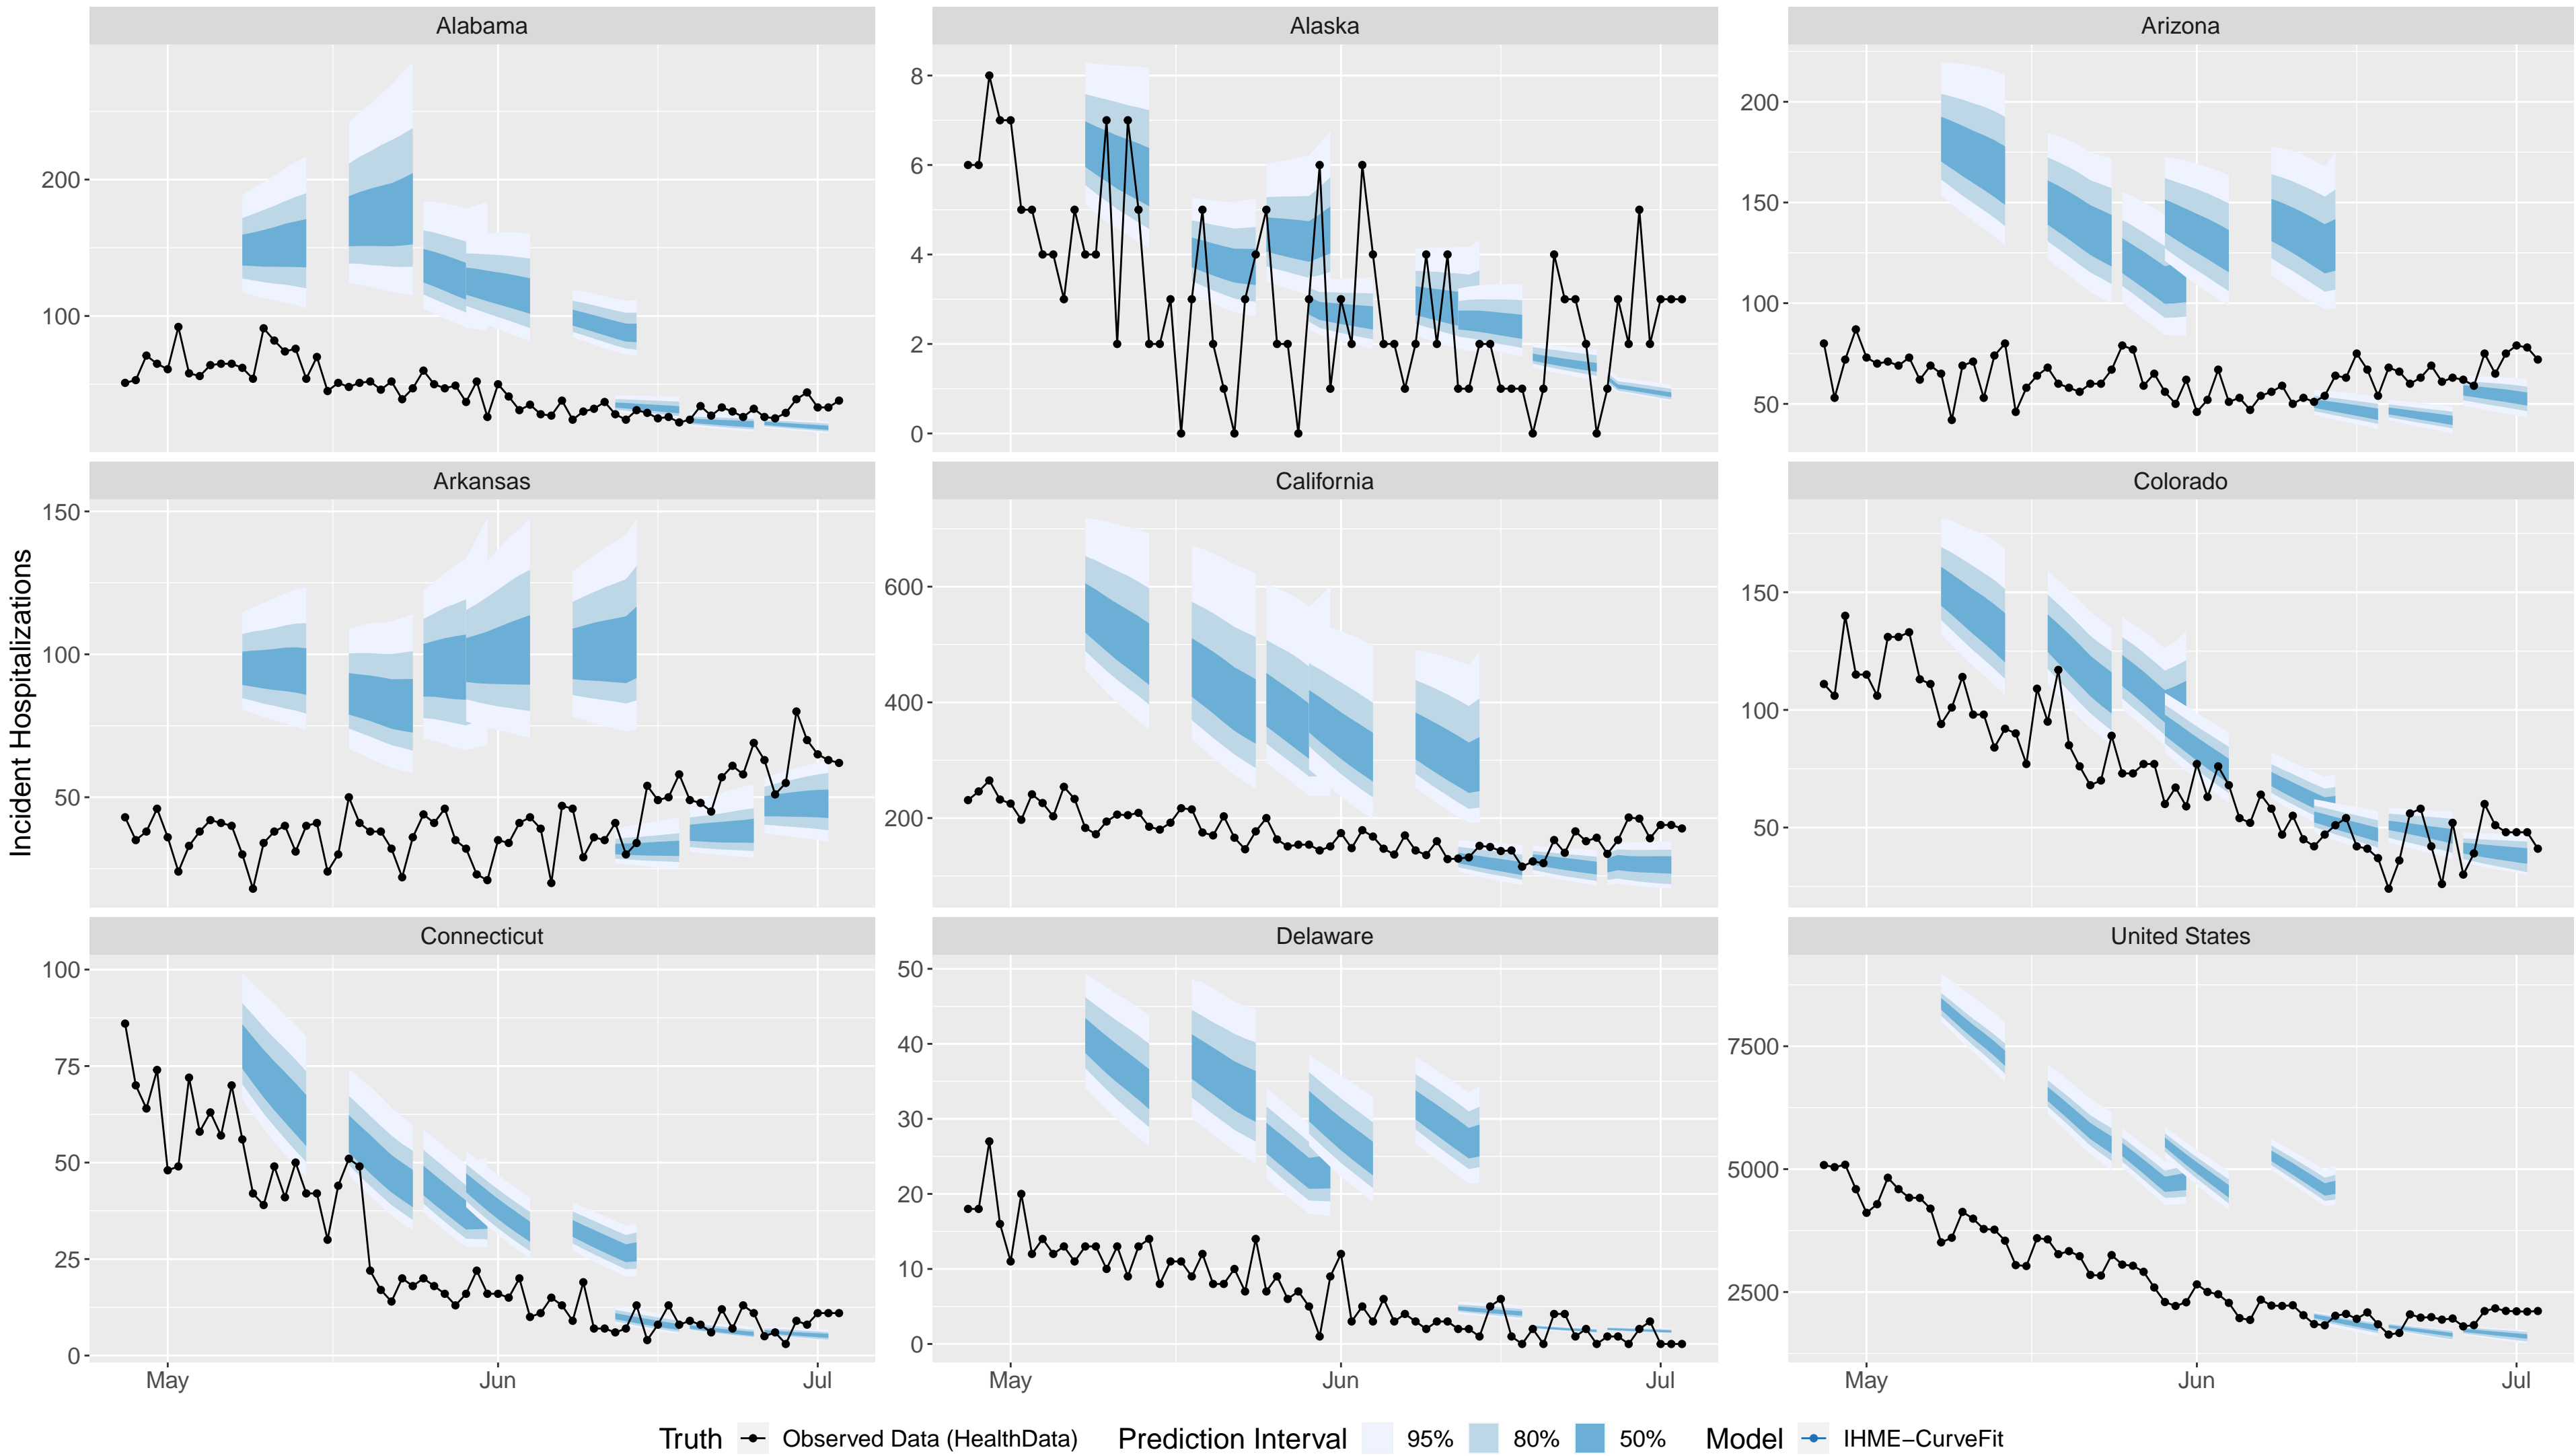 Alabama
Alaska
Arizona
200
100
8
6
4
2
0
200
150
100
50
Arkansas
California
Colorado
150
100
50
600
400
200
150
100
50
Connecticut
Delaware
United States
100
75
50
25
0
50
40
30
20
10
0
7500
5000
2500
May Jun Jul
May Jun Jul
May Jun Jul
Incident Hospitalizations
Truth Observed Data (HealthData) Prediction Interval 95% 80% 50% Model IHME−CurveFit